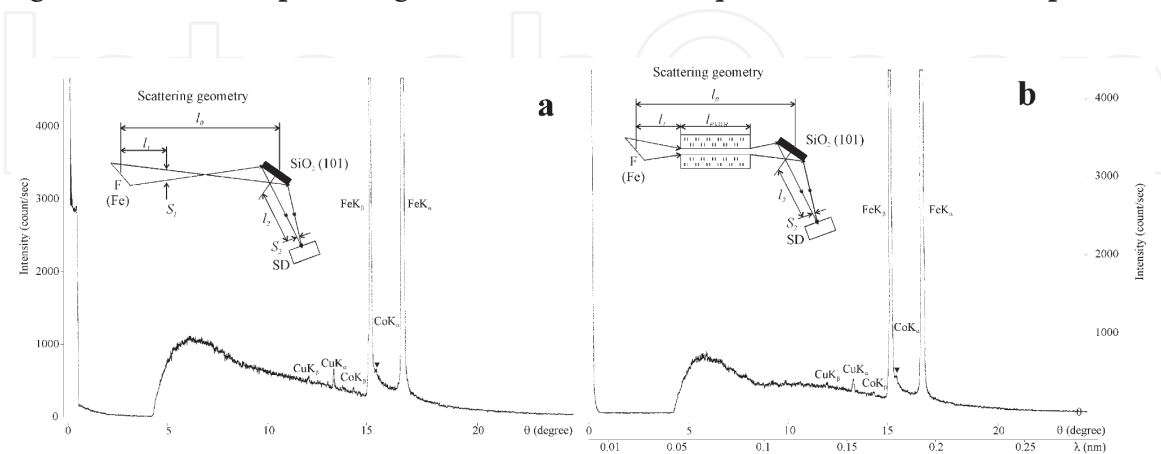 Scattering geometry
a
l₀
l₁
SiO₂ (101)
F
(Fe)
S₁
l₂
S₂
SD
Intensity (count/sec)
4000
3000
2000
1000
0
FeKᵦ
FeKα
CoKα
CuKᵦ
CuKα
CoKᵦ
0 5 10 15 20 θ (degree)
Scattering geometry
b
l₀
l₁
SiO₂ (101)
F
(Fe)
S₂
SD
Intensity (count/sec)
4000
3000
2000
1000
0
FeKᵦ
FeKα
CoKα
CuKᵦ
CuKα
CoKᵦ
5 10 15 20 θ (degree)
0.01 0.05 0.1 0.15 0.2 0.25 λ (nm)